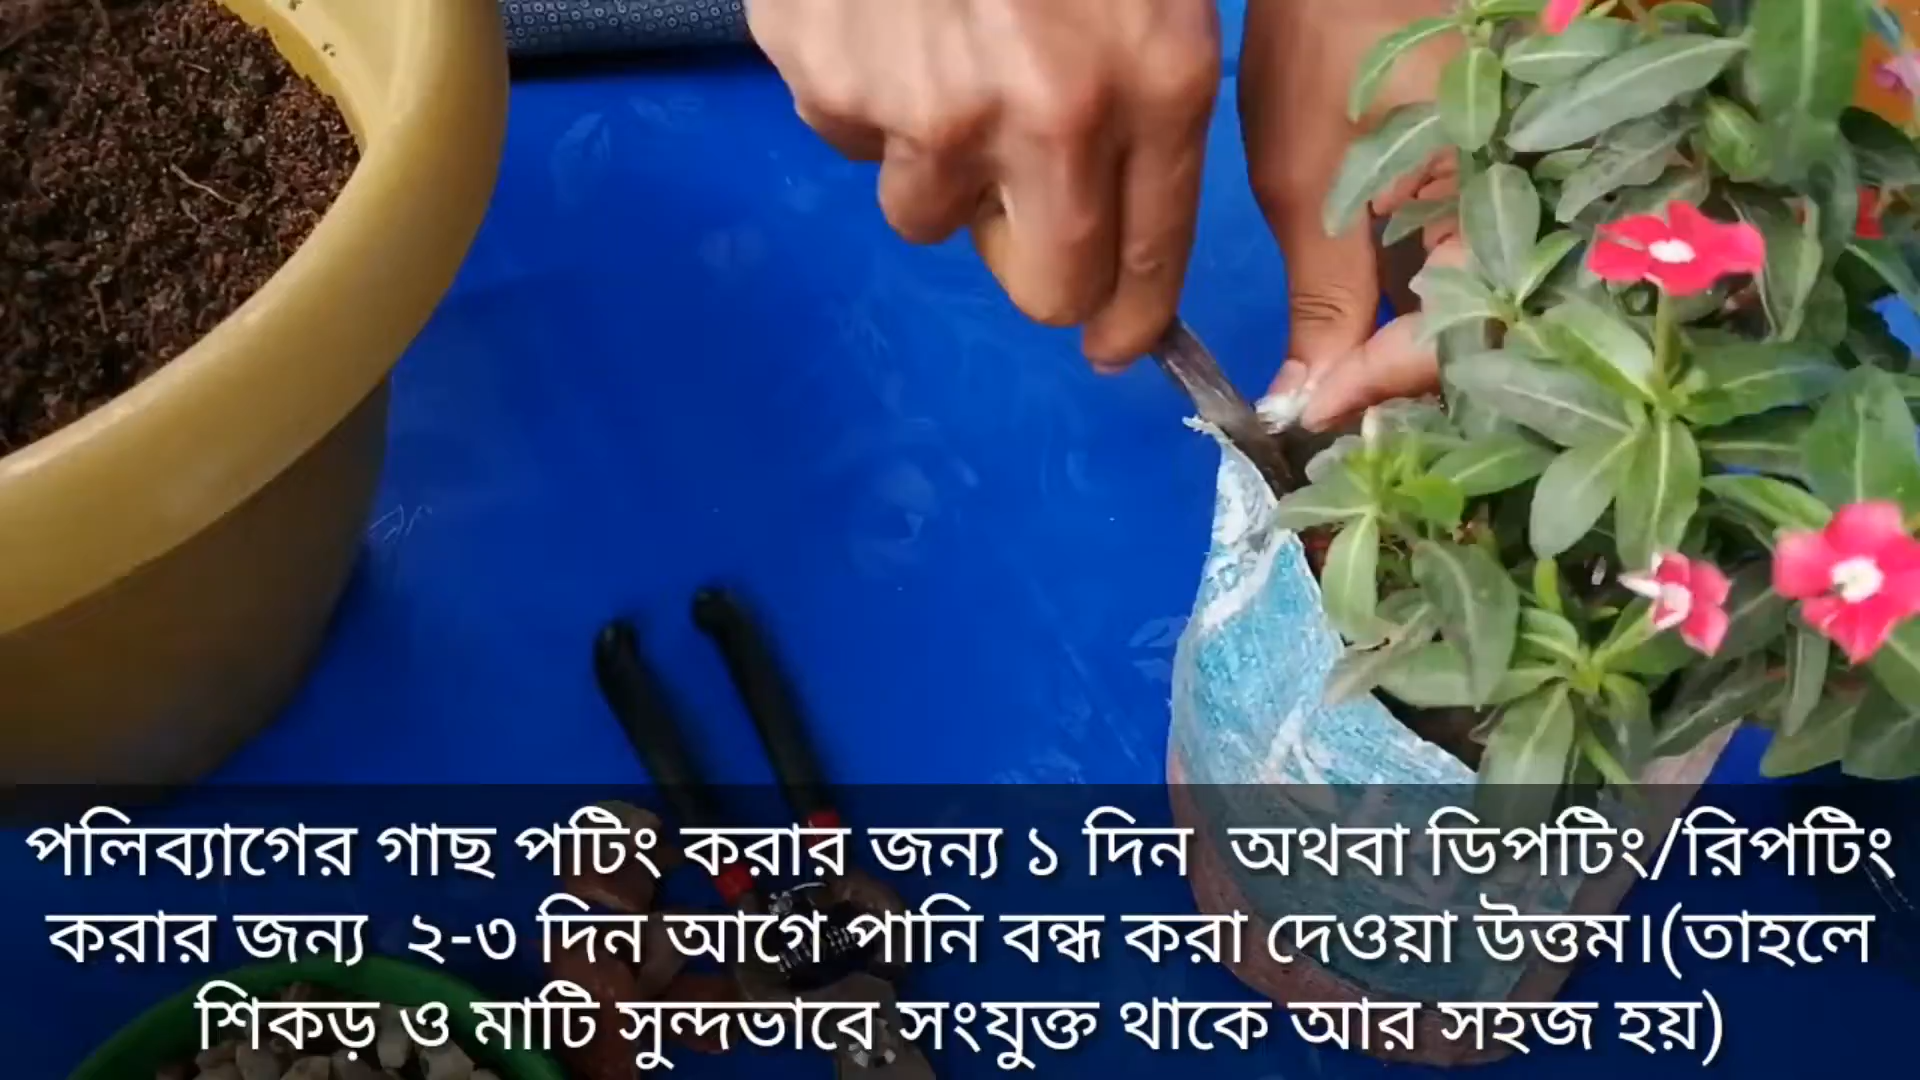 পলিব্যাগের গাছ পটিং করার জন্য ১ দিন অথবা ডিপটিং/রিপটিং
করার জন্য ২-৩ দিন আগে পানি বন্ধ করা দেওয়া উত্তম।(তাহলে
শিকড় ও মাটি সুন্দভাবে সংযুক্ত থাকে আর সহজ হয়)